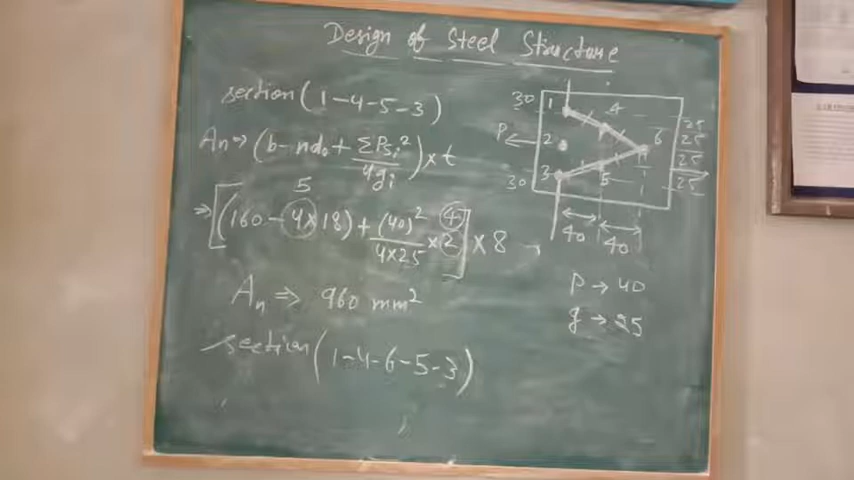 Design of Steel Structure
section (1-4-5-3)
An ⇒ (b - nd₀ + ΣPsᵢ²/4gᵢ) × t
5
⇒ [(160 - 4×18) + (40)²/4×25 × 2 4] × 8
An ⇒ 960 mm²
section (1-4-6-5-3)
30 1 4
P ← 2 6
30 3 5
25
25
25
25
40 40
P → 40
g → 25